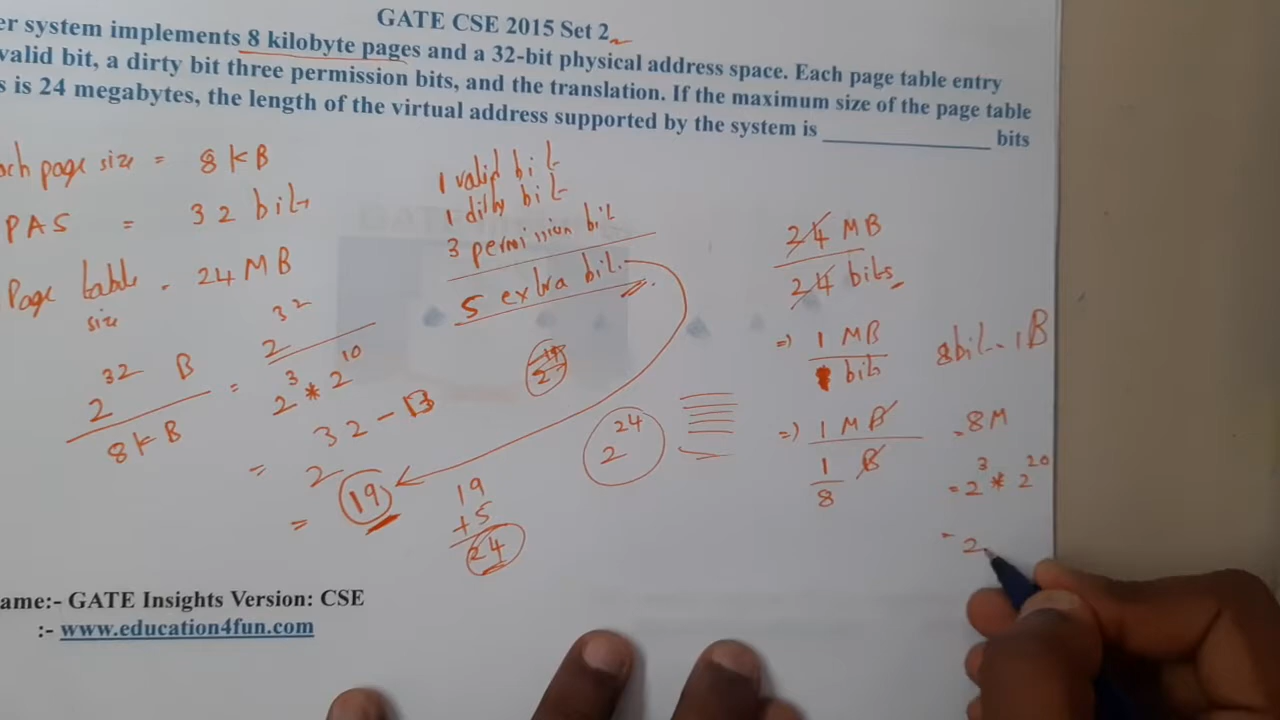 GATE CSE 2015 Set 2
er system implements 8 kilobyte pages and a 32-bit physical address space. Each page table entry
valid bit, a dirty bit three permission bits, and the translation. If the maximum size of the page table
s is 24 megabytes, the length of the virtual address supported by the system is ____________ bits
ch page size = 8 KB
PAS = 32 bits
Page table size - 24 MB
2^32 B / 8 KB = 2^32 / 2^3 * 2^10
= 2^32-13
= 19
1 valid bit
1 dirty bit
3 permission bit
5 extra bit
19
+5
24
2^19
2^24
24 MB / 24 bits
=) 1 MB / bits
8 bit - 1 B
=) 1 MB / 1/8 B = 8M
= 2^3 * 2^20
= 2
ame:- GATE Insights Version: CSE
:- www.education4fun.com